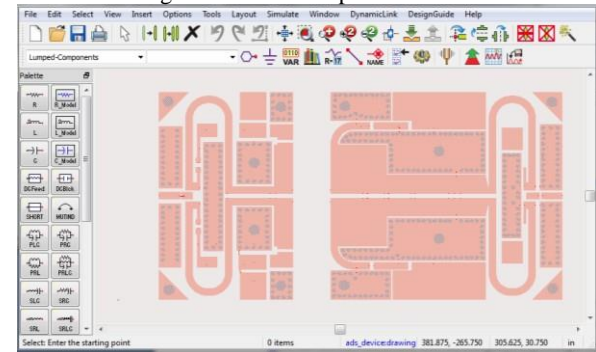 File Edit Select View Insert Options Tools Layout Simulate Window DynamicLink DesignGuide Help
VAR NAME
Lumped-Components
Palette
R R_Model
L L_Model
C C_Model
DCFeed DCBlck
SHORT MUTIND
PLC PRC
PRL PRLC
SLC SRC
SRL SRLC
Select: Enter the starting point 0 items ads_device:drawing 381.875, -265.750 305.625, 30.750 in